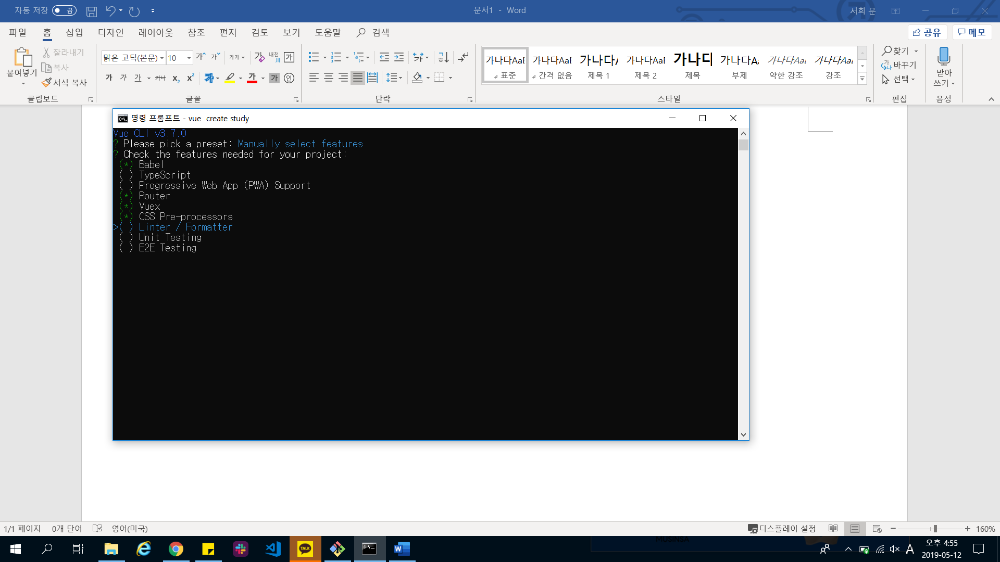 자동 저장 끔 문서1 - Word 서희 문
파일 홈 삽입 디자인 레이아웃 참조 편지 검토 보기 도움말 검색 공유 메모
붙여넣기 잘라내기 복사 서식 복사
맑은 고딕(본문) 10
가나다AaB 표준
가나다AaB 간격 없음
가나다A 제목 1
가나다AaB 제목 2
가나다 제목
가나다Aa 부제
가나다Aa 약한 강조
가나다Aa 강조
찾기 바꾸기 선택
받아쓰기
클립보드 글꼴 단락 스타일 편집 음성
명령 프롬프트 - vue  create study
Vue CLI v3.7.0
? Please pick a preset: Manually select features
? Check the features needed for your project:
(*) Babel
( ) TypeScript
( ) Progressive Web App (PWA) Support
(*) Router
(*) Vuex
(*) CSS Pre-processors
>( ) Linter / Formatter
( ) Unit Testing
( ) E2E Testing
1/1 페이지 0개 단어 영어(미국) 디스플레이 설정 160%
MUSINSA
TALK
A 오후 4:55
2019-05-12